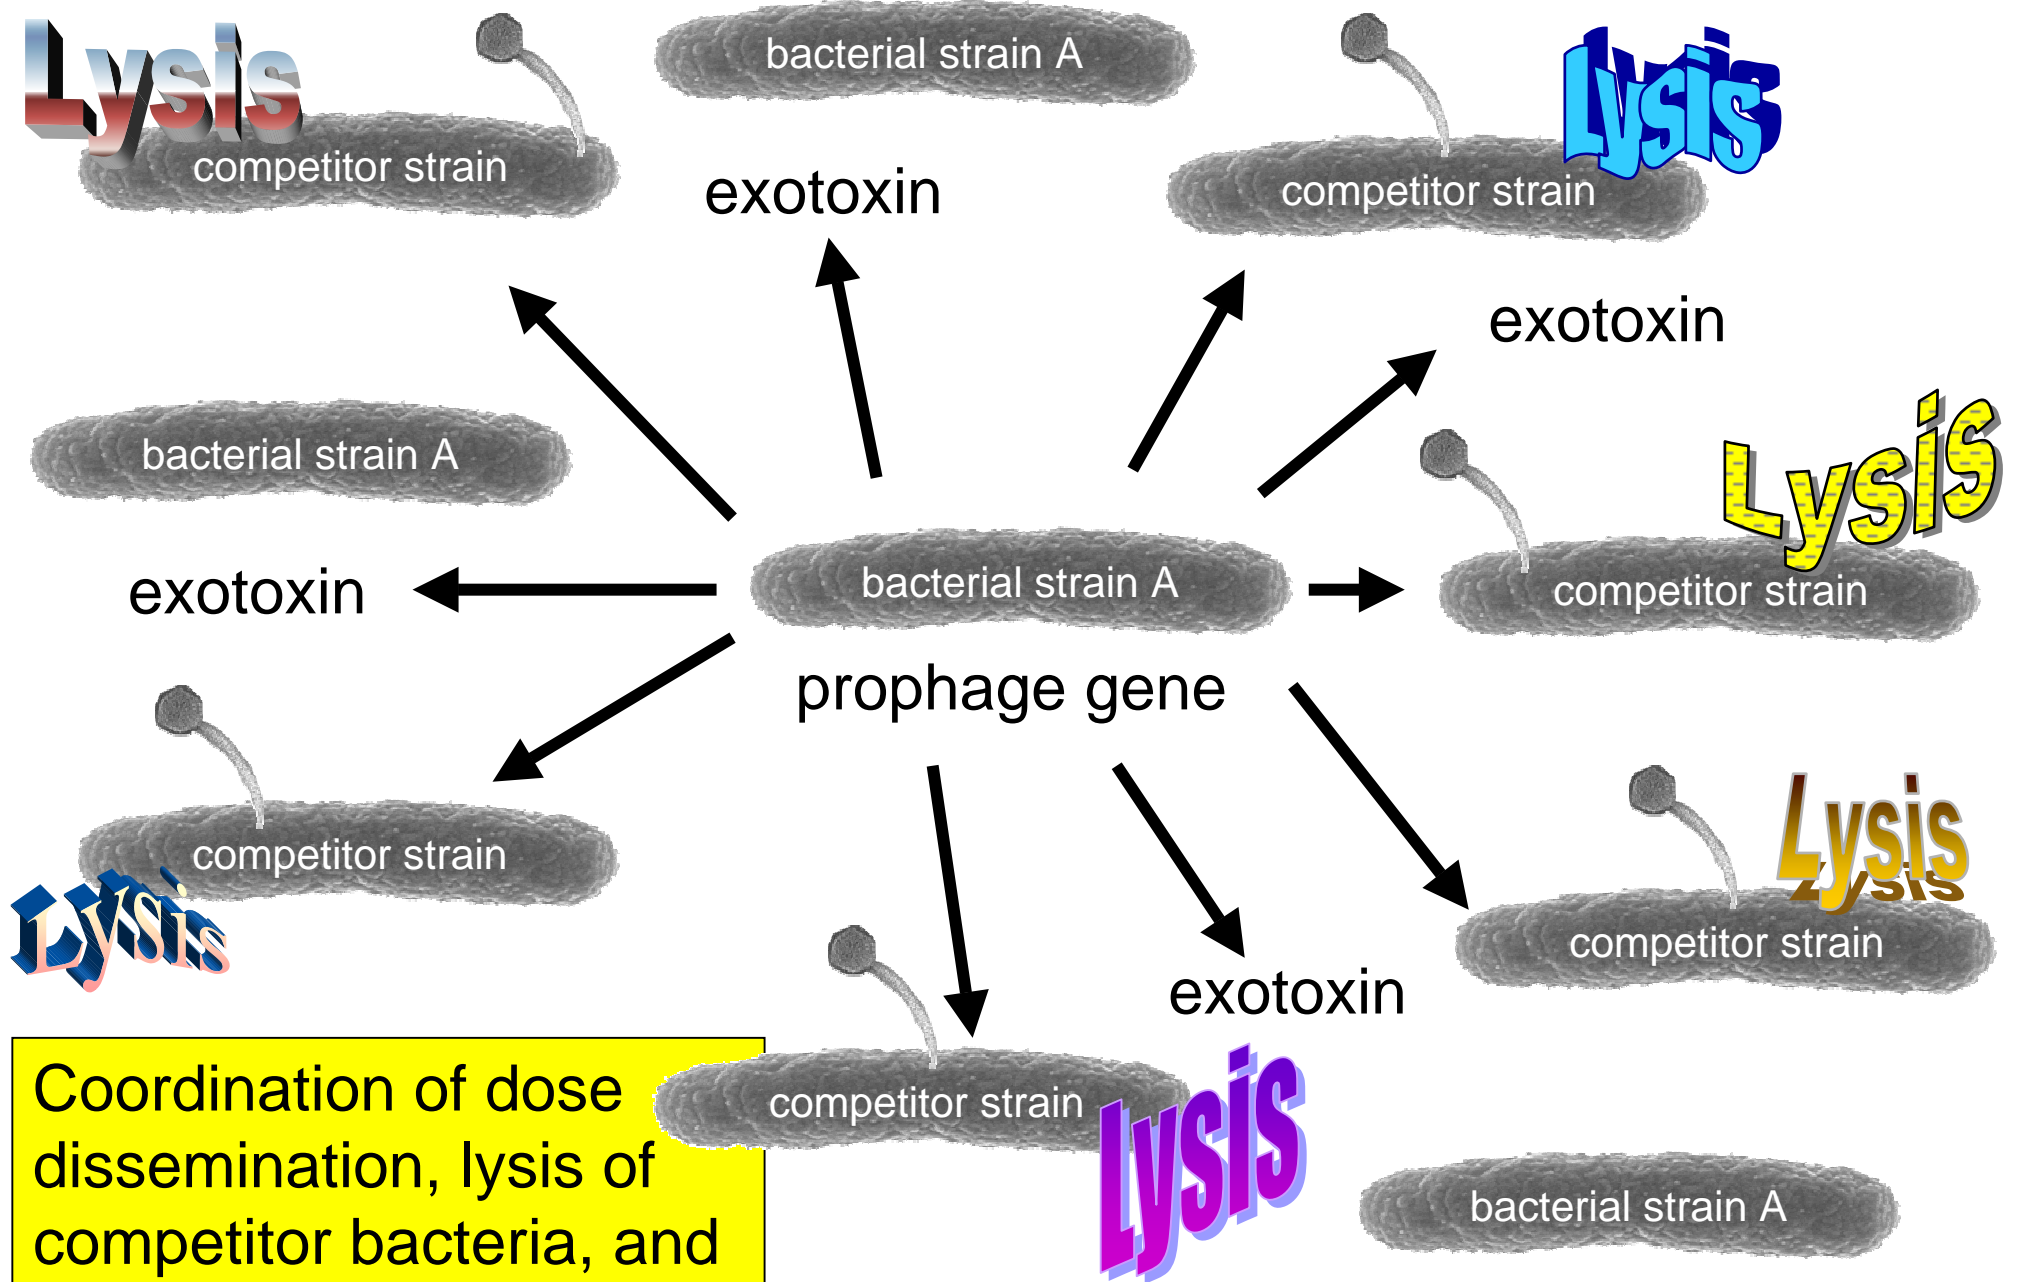 Lysis
bacterial strain A
Lysis
competitor strain
exotoxin
competitor strain
exotoxin
bacterial strain A
Lysis
exotoxin
bacterial strain A
competitor strain
prophage gene
competitor strain
Lysis
Lysis
competitor strain
exotoxin
Coordination of dose
dissemination, lysis of
competitor bacteria, and
competitor strain
Lysis
bacterial strain A